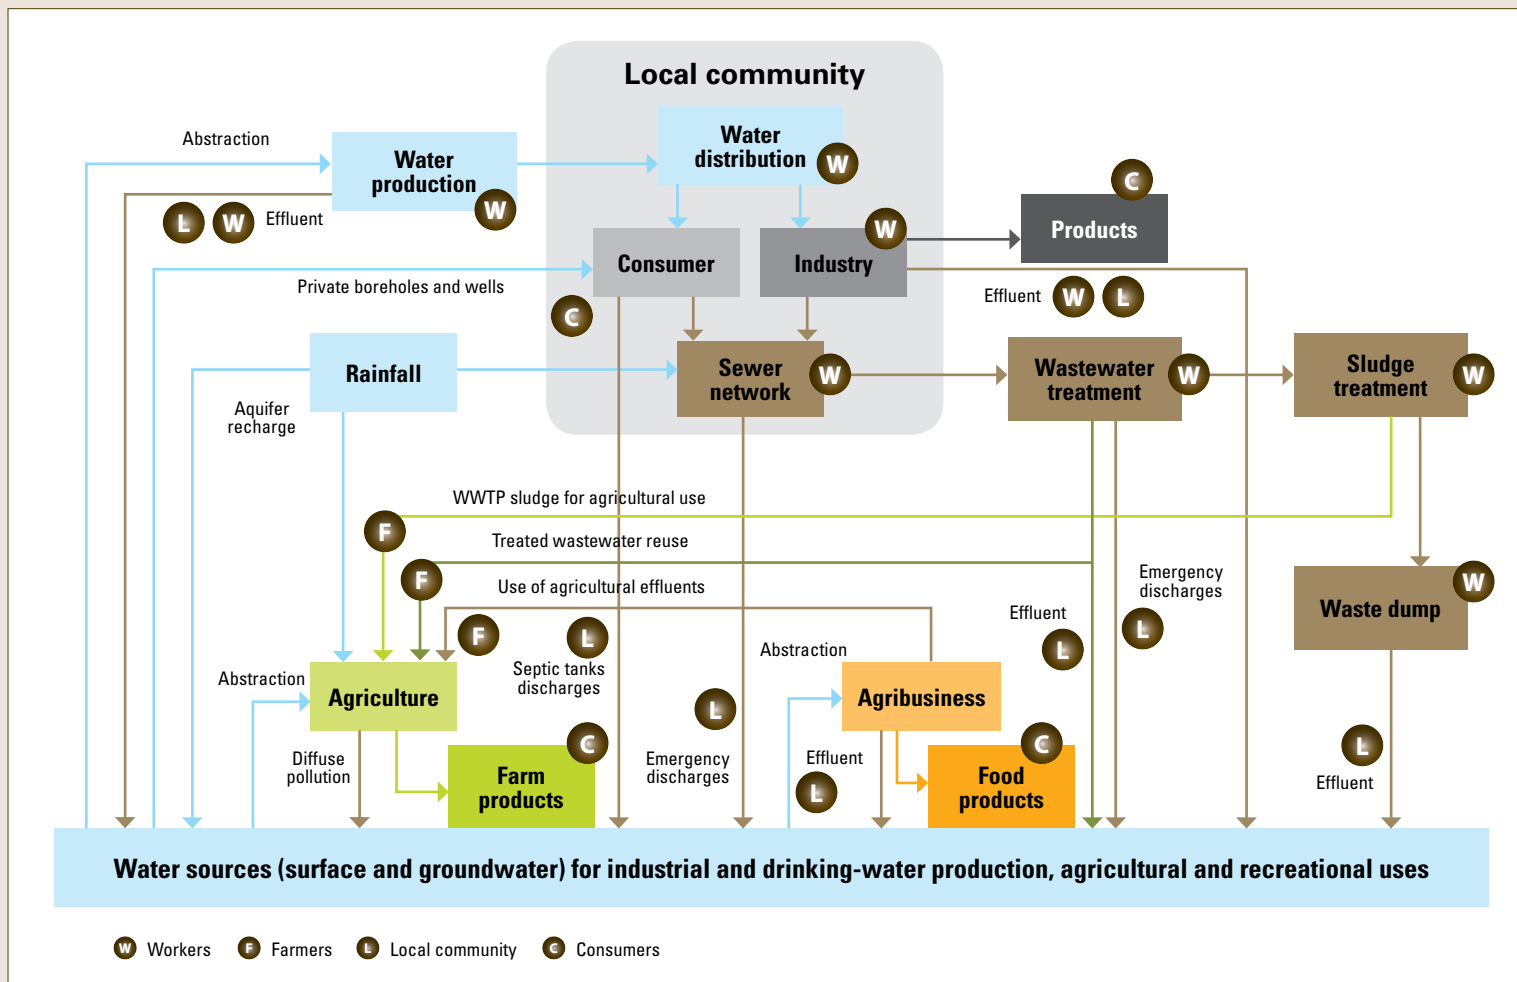 Local community
Abstraction
Water
production
W
Water
distribution
W
L
W
Effluent
C
Products
W
Consumer
Industry
Private boreholes and wells
C
Effluent
W
L
Rainfall
Sewer
network
W
Wastewater
treatment
W
Sludge
treatment
W
Aquifer
recharge
WWTP sludge for agricultural use
F
Treated wastewater reuse
F
Use of agricultural effluents
F
Emergency
discharges
L
Effluent
L
W
Waste dump
L
Septic tanks
discharges
Abstraction
Agriculture
Abstraction
Agribusiness
L
Emergency
discharges
Diffuse
pollution
C
Farm
products
Effluent
L
C
Food
products
L
Effluent
Water sources (surface and groundwater) for industrial and drinking-water production, agricultural and recreational uses
W Workers
F Farmers
L Local community
C Consumers